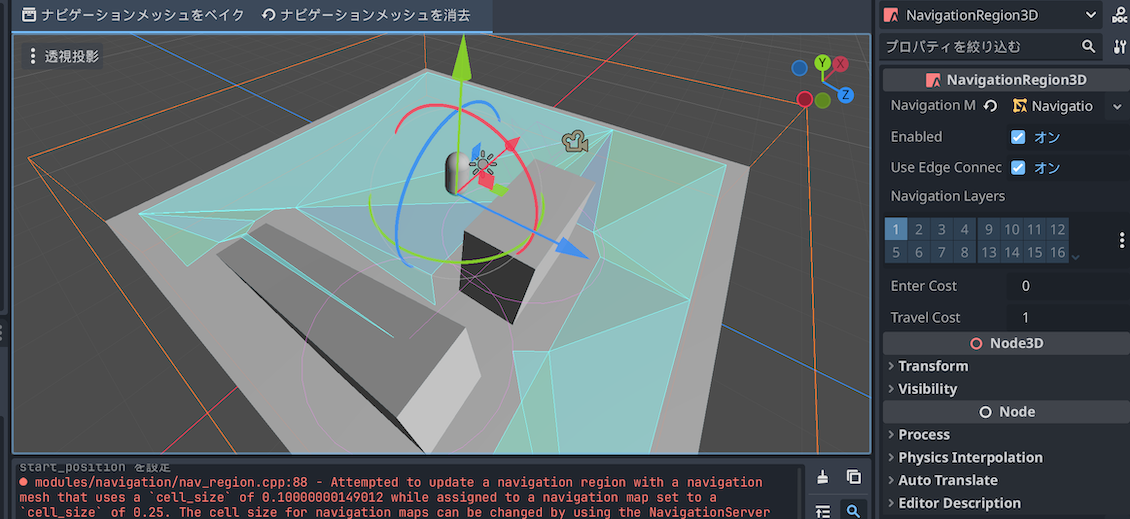 ナビゲーションメッシュをベイク ナビゲーションメッシュを消去
NavigationRegion3D
DOC
透視投影
プロパティを絞り込む
Y
X
Z
NavigationRegion3D
Navigation M Navigatio
Enabled オン
Use Edge Connec オン
Navigation Layers
1 2 3 4 9 10 11 12
5 6 7 8 13 14 15 16
Enter Cost 0
Travel Cost 1
Node3D
Transform
Visibility
Node
Process
Physics Interpolation
Auto Translate
Editor Description
start_position を設定
modules/navigation/nav_region.cpp:88 - Attempted to update a navigation region with a navigation
mesh that uses a `cell_size` of 0.10000000149012 while assigned to a navigation map set to a
`cell_size` of 0.25. The cell size for navigation maps can be changed by using the NavigationServer